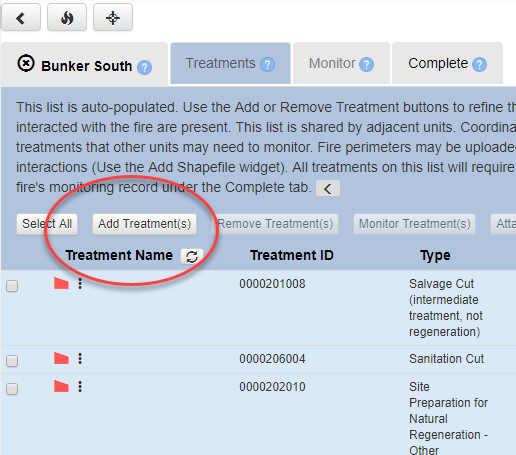 Bunker South ?
Treatments ?
Monitor ?
Complete ?
This list is auto-populated. Use the Add or Remove Treatment buttons to refine th
interacted with the fire are present. This list is shared by adjacent units. Coordina
treatments that other units may need to monitor. Fire perimeters may be uploade
interactions (Use the Add Shapefile widget). All treatments on this list will require
fire's monitoring record under the Complete tab.
Select All Add Treatment(s) Remove Treatment(s) Monitor Treatment(s) Atta
Treatment Name Treatment ID Type
0000201008 Salvage Cut
(intermediate
treatment, not
regeneration)
0000206004 Sanitation Cut
0000202010 Site
Preparation for
Natural
Regeneration -
Other